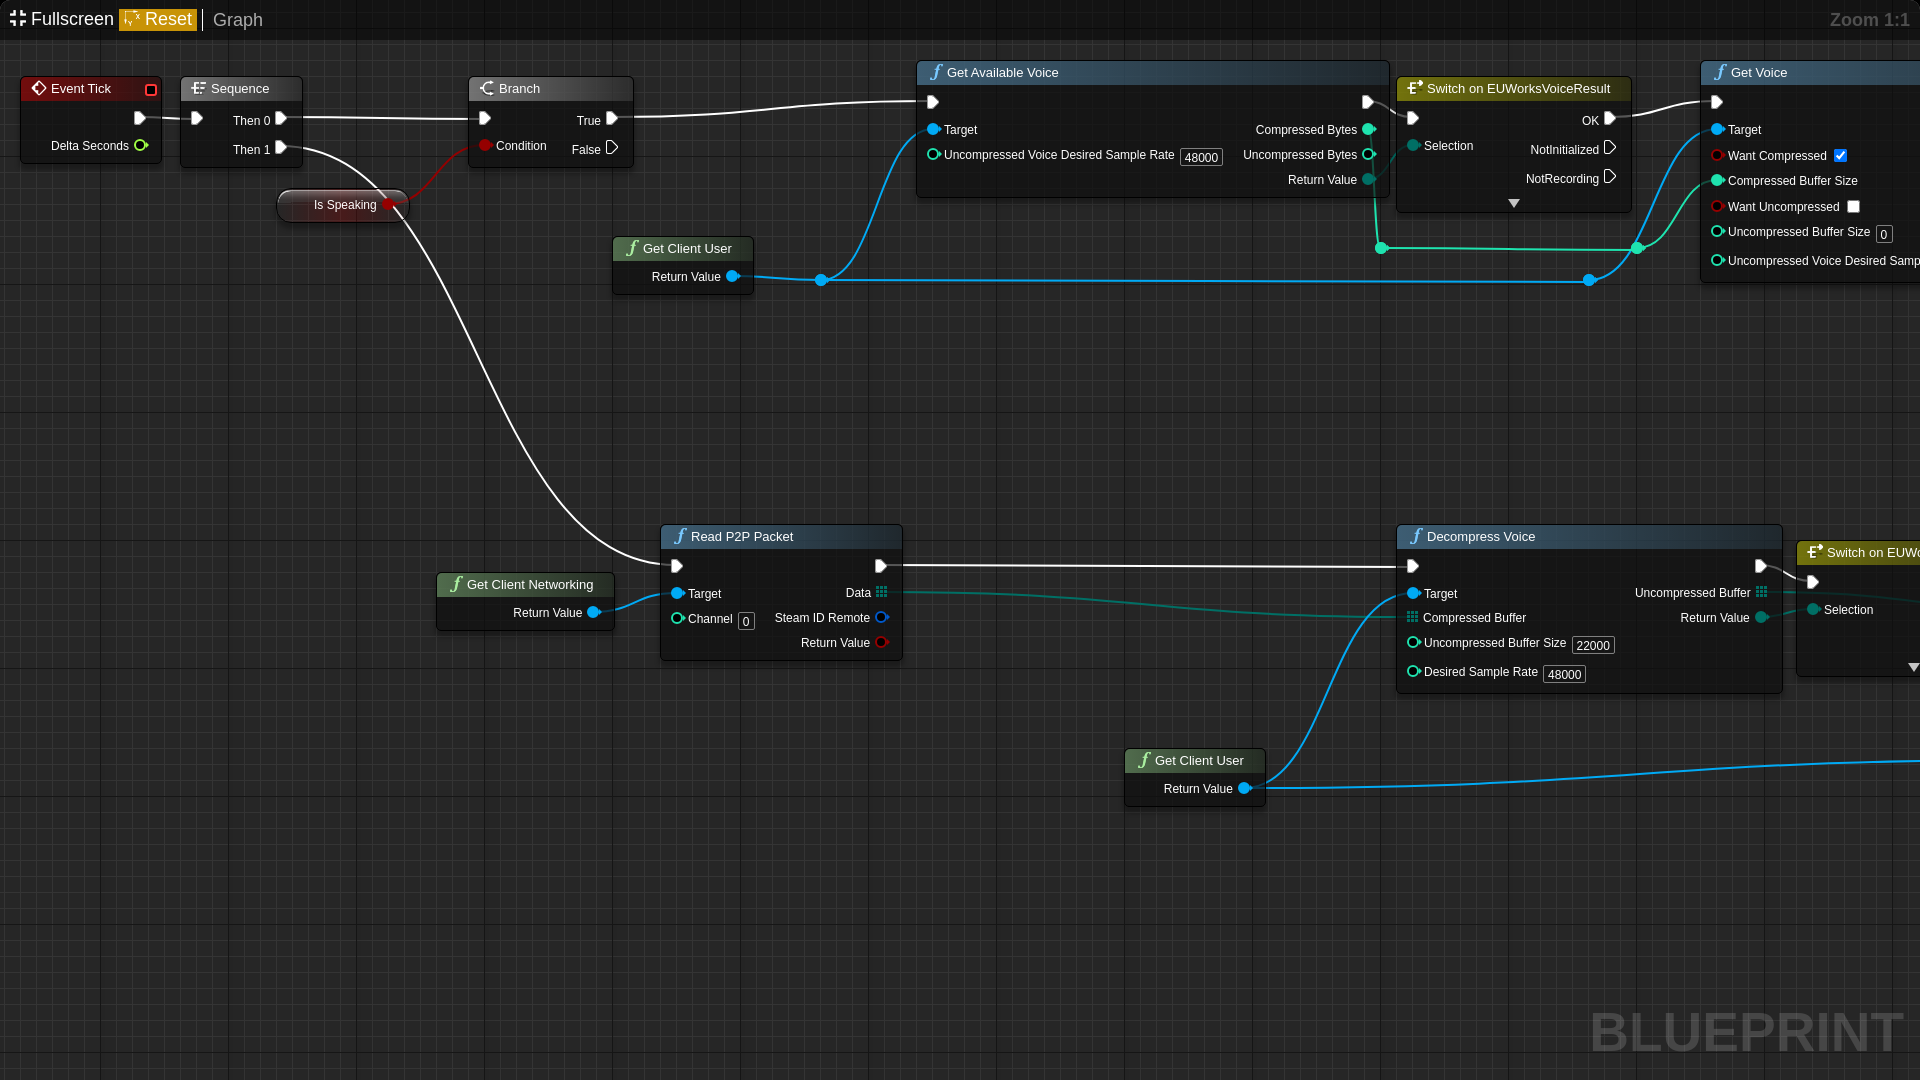 Fullscreen Reset Graph Zoom 1:1
Event Tick
Delta Seconds
Sequence
Then 0
Then 1
Is Speaking
Branch
True
Condition False
Get Available Voice
Target Compressed Bytes
Uncompressed Voice Desired Sample Rate 48000 Uncompressed Bytes
Return Value
Switch on EUWorksVoiceResult
OK
Selection NotInitialized
NotRecording
Get Voice
Target
Want Compressed
Compressed Buffer Size
Want Uncompressed
Uncompressed Buffer Size 0
Uncompressed Voice Desired Samp
Get Client User
Return Value
Get Client Networking
Return Value
Read P2P Packet
Target Data
Channel 0 Steam ID Remote
Return Value
Decompress Voice
Target Uncompressed Buffer
Compressed Buffer Return Value
Uncompressed Buffer Size 22000
Desired Sample Rate 48000
Switch on EUWo
Selection
Get Client User
Return Value
BLUEPRINT